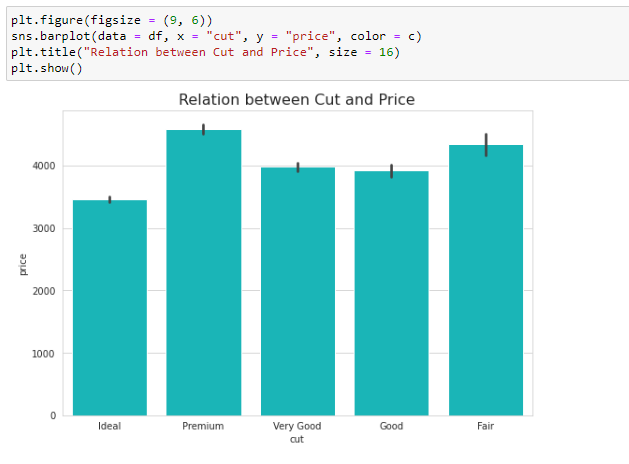 plt.figure(figsize = (9, 6))
sns.barplot(data = df, x = "cut", y = "price", color = c)
plt.title("Relation between Cut and Price", size = 16)
plt.show()
Relation between Cut and Price
4000
3000
2000
1000
0
price
Ideal Premium Very Good Good Fair
cut